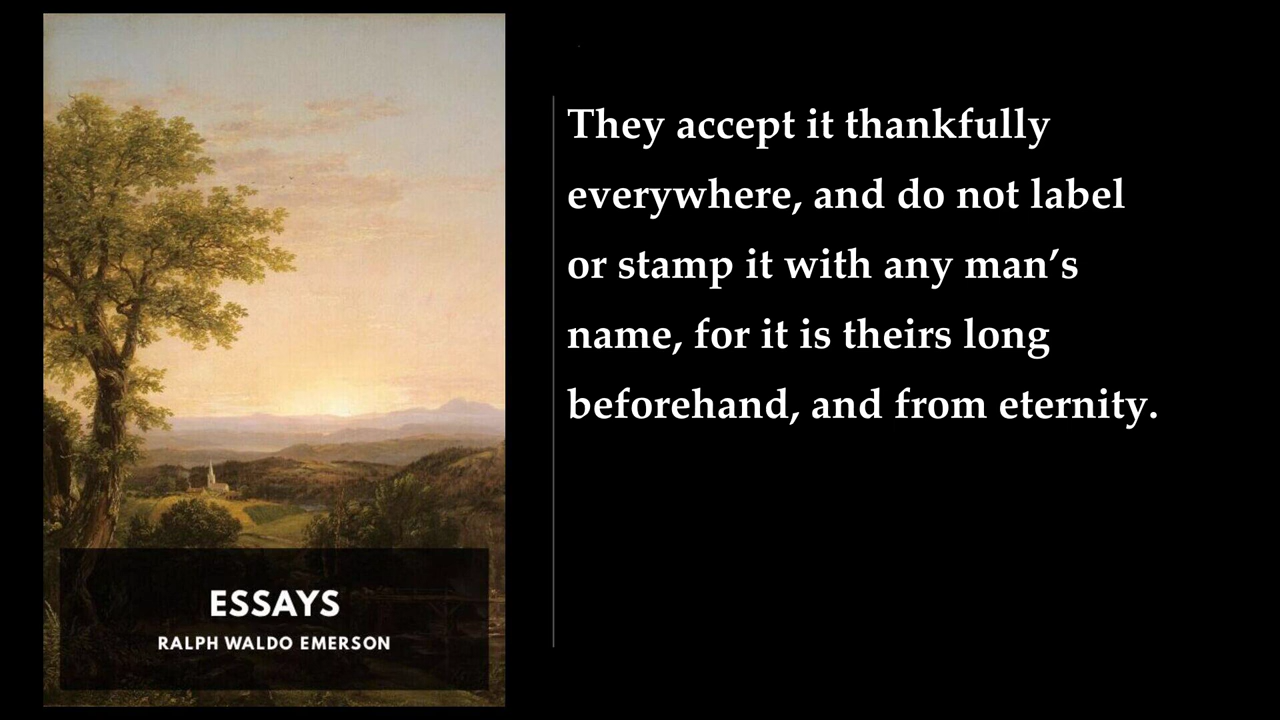 ESSAYS
RALPH WALDO EMERSON
They accept it thankfully
everywhere, and do not label
or stamp it with any man’s
name, for it is theirs long
beforehand, and from eternity.